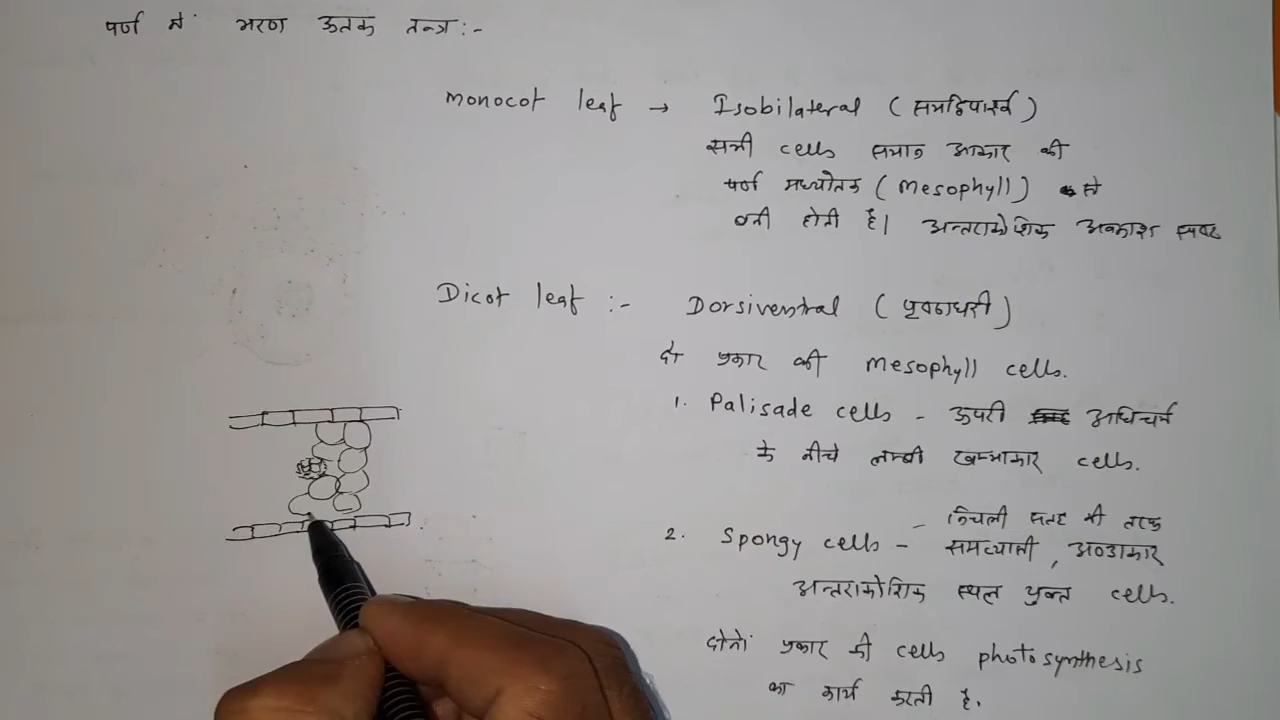 पर्ण में भरण ऊतक तन्त्र :-
monocot leaf → Isobilateral (समद्विपार्श्व)
सभी cells समान आकार की
पर्ण मध्योतक (Mesophyll) से
बनी होती है। अन्तराकोशिक अवकाश स्पष्ट
Dicot leaf :- Dorsiventral (पृष्ठाधारी)
दो प्रकार की mesophyll cells.
1. Palisade cells - ऊपरी अधिचर्म
के नीचे लम्बी खम्भाकार cells.
2. Spongy cells - निचली सतह की तरफ
समव्यासी, अण्डाकार
अन्तराकोशिक स्थल युक्त cells.
दोनों प्रकार की cells photosynthesis
का कार्य करती है.